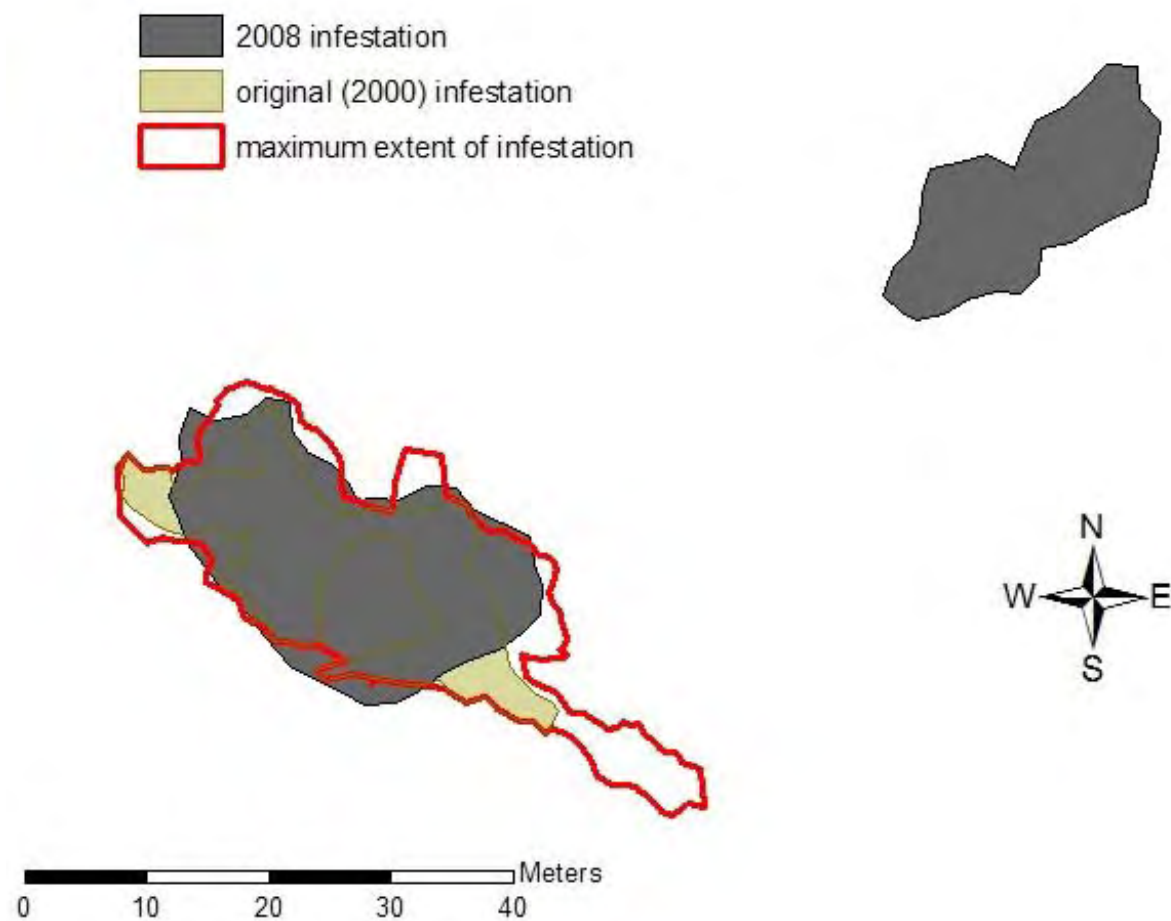 2008 infestation
original (2000) infestation
maximum extent of infestation
N
W E
S
Meters
0 10 20 30 40